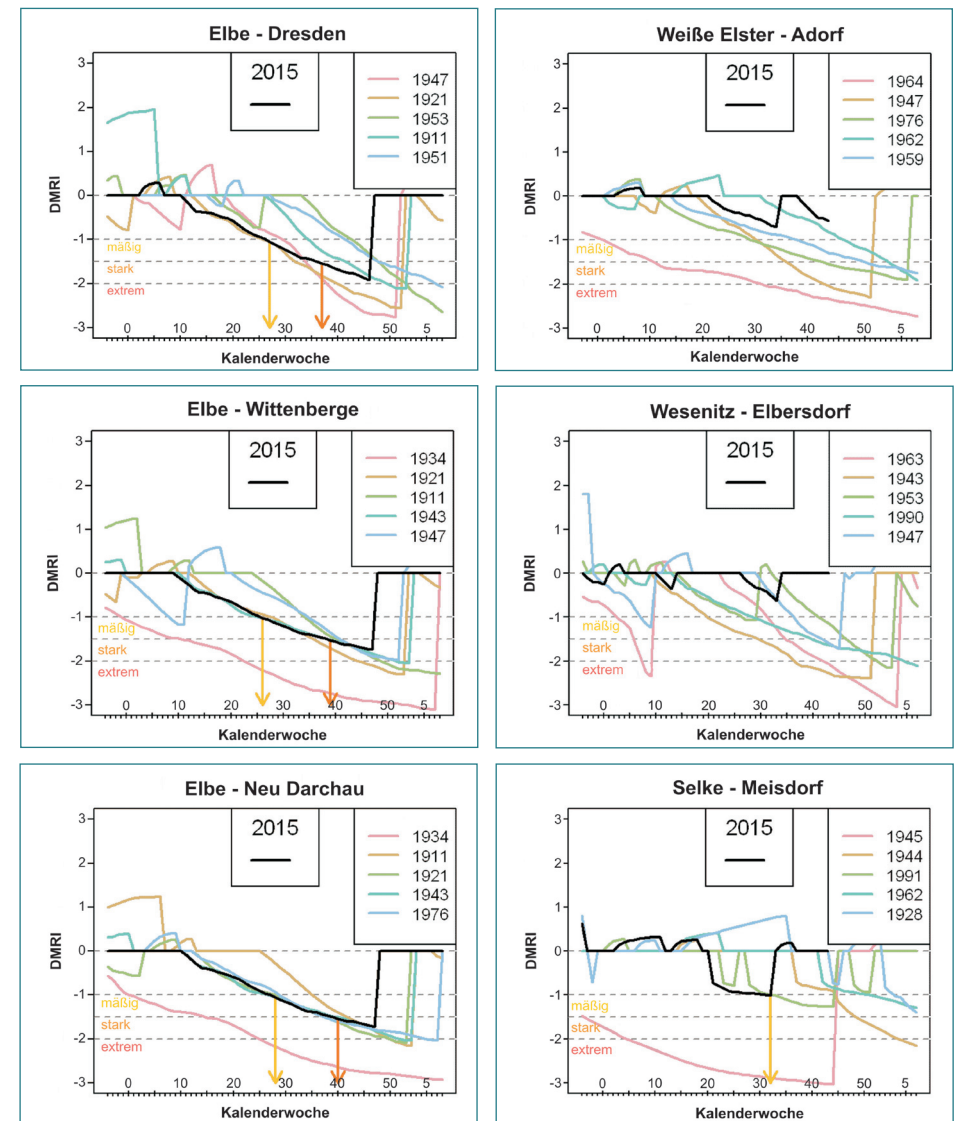 Elbe - Dresden
2015
1947
1921
1953
1911
1951
DMRI
3
2
1
0
-1
-2
-3
mäßig
stark
extrem
0 10 20 30 40 50 5
Kalenderwoche
Weiße Elster - Adorf
2015
1964
1947
1976
1962
1959
DMRI
3
2
1
0
-1
-2
-3
mäßig
stark
extrem
0 10 20 30 40 50 5
Kalenderwoche
Elbe - Wittenberge
2015
1934
1921
1911
1943
1947
DMRI
3
2
1
0
-1
-2
-3
mäßig
stark
extrem
0 10 20 30 40 50 5
Kalenderwoche
Wesenitz - Elbersdorf
2015
1963
1943
1953
1990
1947
DMRI
3
2
1
0
-1
-2
-3
mäßig
stark
extrem
0 10 20 30 40 50 5
Kalenderwoche
Elbe - Neu Darchau
2015
1934
1911
1921
1943
1976
DMRI
3
2
1
0
-1
-2
-3
mäßig
stark
extrem
0 10 20 30 40 50 5
Kalenderwoche
Selke - Meisdorf
2015
1945
1944
1991
1962
1928
DMRI
3
2
1
0
-1
-2
-3
mäßig
stark
extrem
0 10 20 30 40 50 5
Kalenderwoche